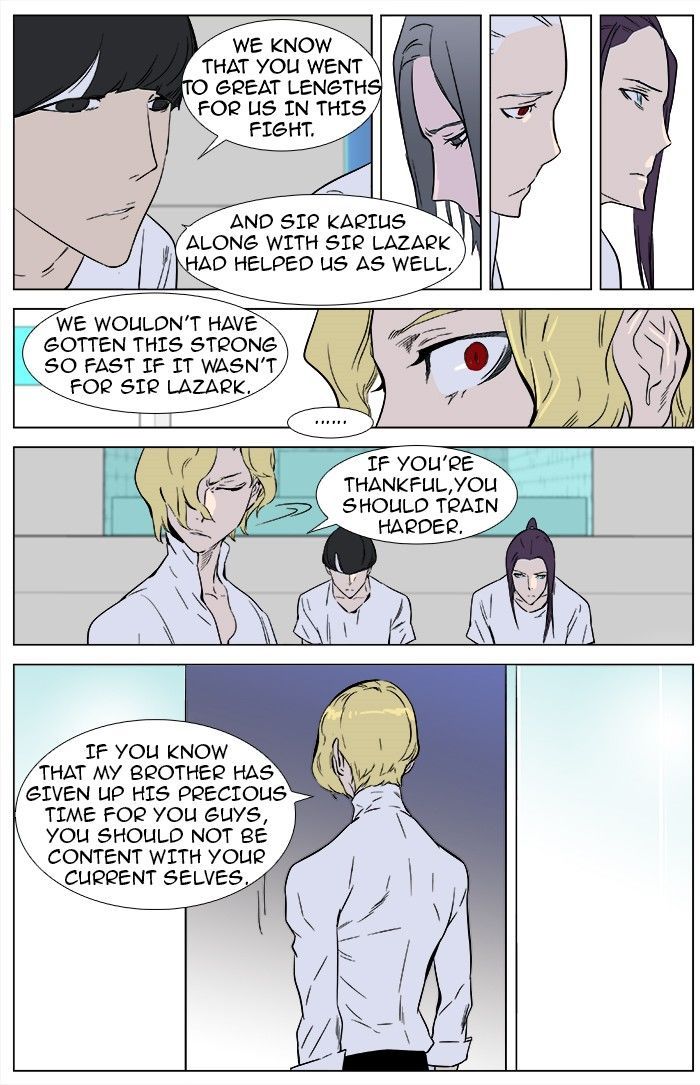 WE KNOW
THAT YOU WENT
TO GREAT LENGTHS
FOR US IN THIS
FIGHT.
AND SIR KARIUS
ALONG WITH SIR LAZARK
HAD HELPED US AS WELL.
WE WOULDN'T HAVE
GOTTEN THIS STRONG
SO FAST IF IT WASN'T
FOR SIR LAZARK.
......
IF YOU'RE
THANKFUL,YOU
SHOULD TRAIN
HARDER.
IF YOU KNOW
THAT MY BROTHER HAS
GIVEN UP HIS PRECIOUS
TIME FOR YOU GUYS,
YOU SHOULD NOT BE
CONTENT WITH YOUR
CURRENT SELVES.